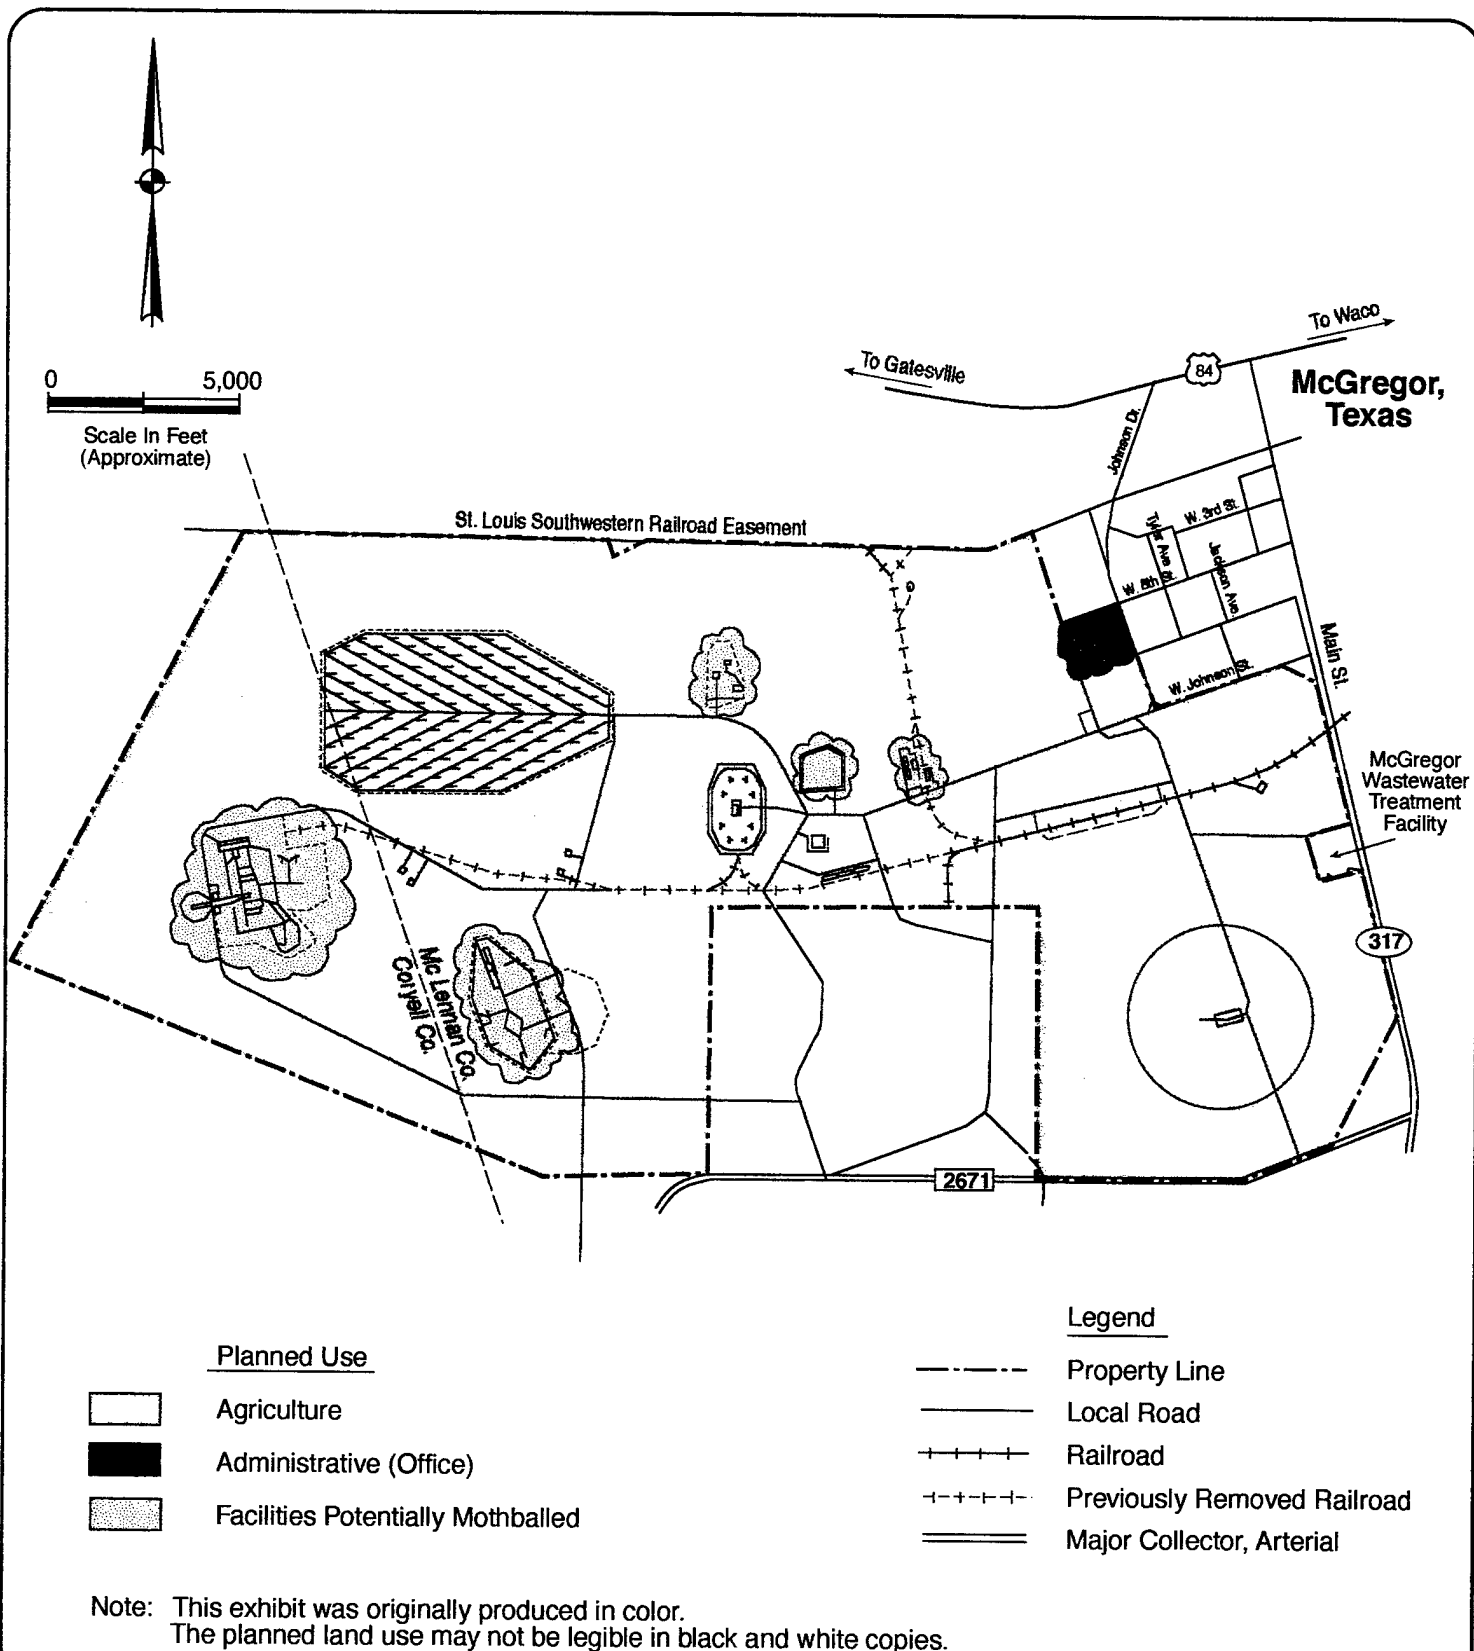 To Waco
To Gatesville
84
McGregor,
Texas
0 5,000
Scale In Feet
(Approximate)
Johnson Dr.
St. Louis Southwestern Railroad Easement
W. 3rd St.
Tyler Ave
Jackson Ave.
W. 8th St.
Main St.
W. Johnson St.
McGregor
Wastewater
Treatment
Facility
317
Mc Lennan Co.
Coryell Co.
2671
Legend
Planned Use
Property Line
Agriculture
Local Road
Administrative (Office)
Railroad
Facilities Potentially Mothballed
Previously Removed Railroad
Major Collector, Arterial
Note: This exhibit was originally produced in color.
The planned land use may not be legible in black and white copies.